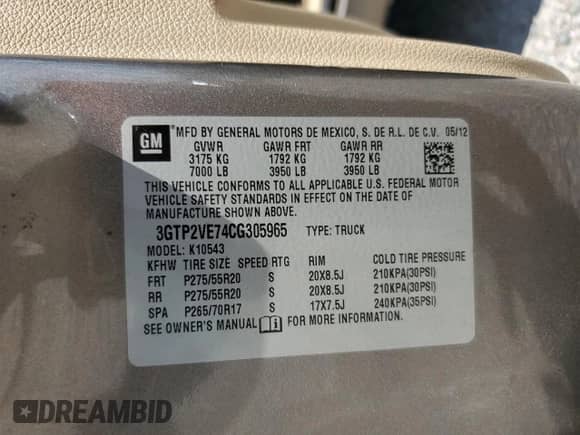 GM
MFD BY GENERAL MOTORS DE MEXICO, S. DE R.L. DE C.V. 05/12
GVWR GAWR FRT GAWR RR
3175 KG 1792 KG 1792 KG
7000 LB 3950 LB 3950 LB
THIS VEHICLE CONFORMS TO ALL APPLICABLE U.S. FEDERAL MOTOR
VEHICLE SAFETY STANDARDS IN EFFECT ON THE DATE OF
MANUFACTURE SHOWN ABOVE.
3GTP2VE74CG305965 TYPE: TRUCK
MODEL: K10543
KFHW TIRE SIZE SPEED RTG RIM COLD TIRE PRESSURE
FRT P275/55R20 S 20X8.5J 210KPA(30PSI)
RR P275/55R20 S 20X8.5J 210KPA(30PSI)
SPA P265/70R17 S 17X7.5J 240KPA(35PSI)
SEE OWNER'S MANUAL FOR MORE INFORMATION.
DREAMBID